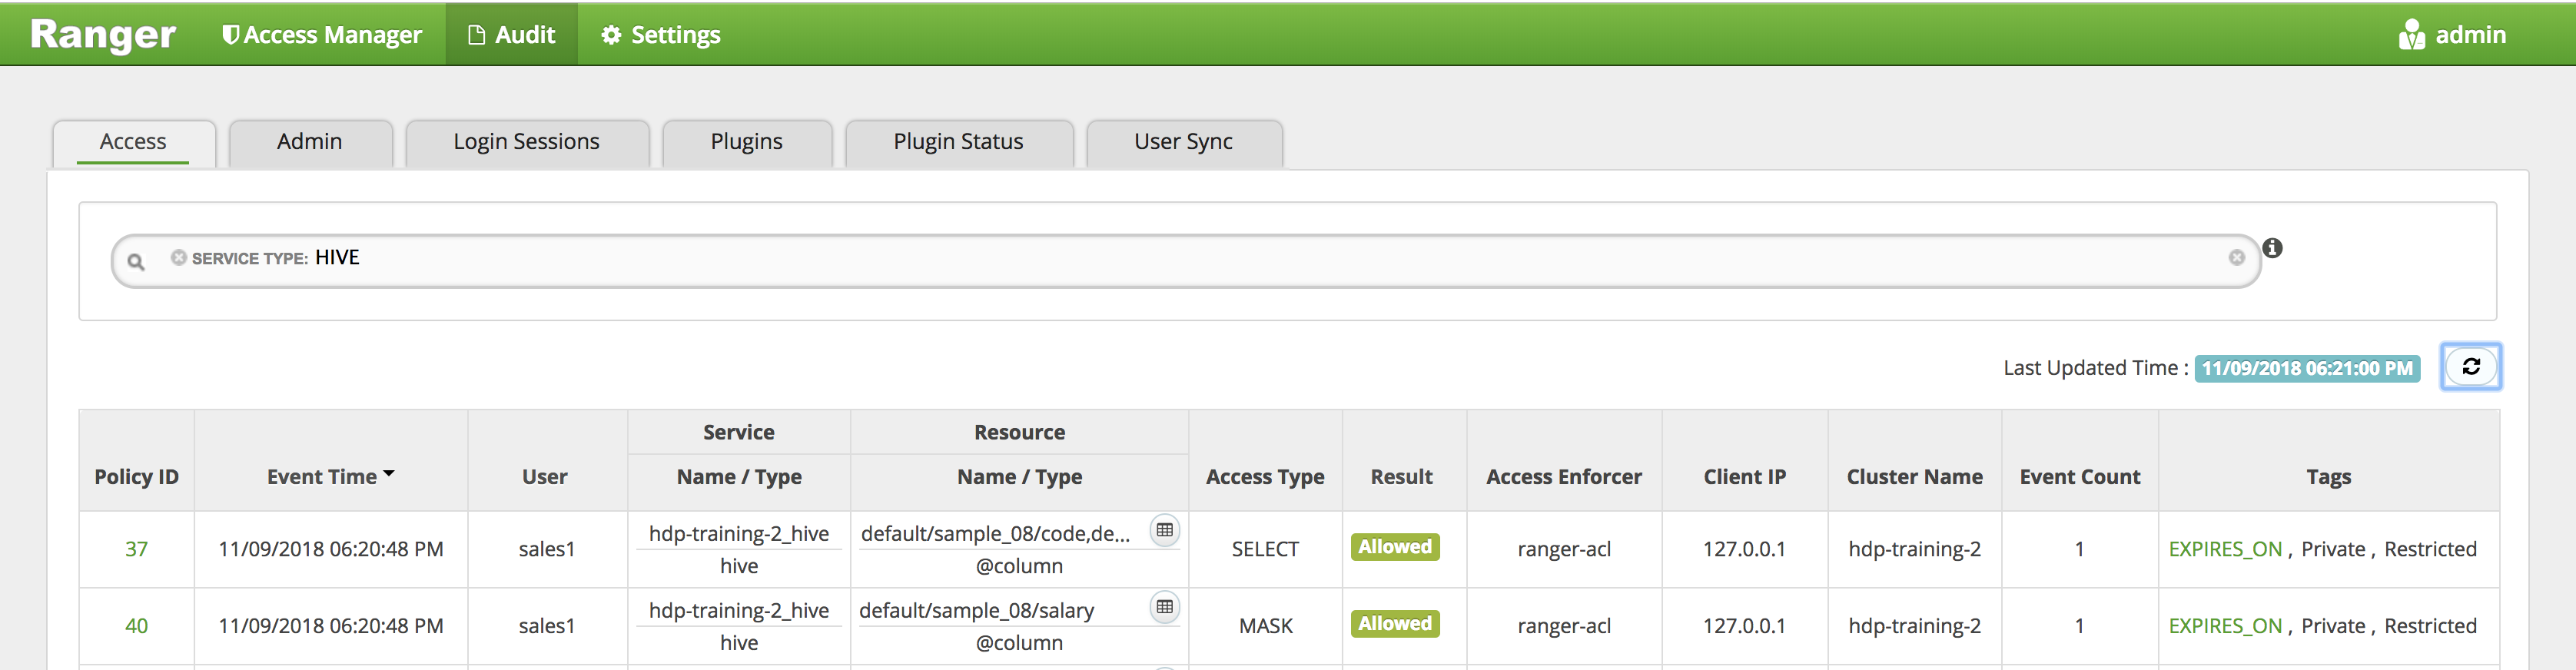 Ranger Access Manager Audit Settings admin
Access Admin Login Sessions Plugins Plugin Status User Sync
SERVICE TYPE: HIVE
Last Updated Time : 11/09/2018 06:21:00 PM
Service Resource
Policy ID Event Time User Name / Type Name / Type Access Type Result Access Enforcer Client IP Cluster Name Event Count Tags
37 11/09/2018 06:20:48 PM sales1 hdp-training-2_hive default/sample_08/code,de... SELECT Allowed ranger-acl 127.0.0.1 hdp-training-2 1 EXPIRES_ON , Private , Restricted
hive @column
40 11/09/2018 06:20:48 PM sales1 hdp-training-2_hive default/sample_08/salary MASK Allowed ranger-acl 127.0.0.1 hdp-training-2 1 EXPIRES_ON , Private , Restricted
hive @column